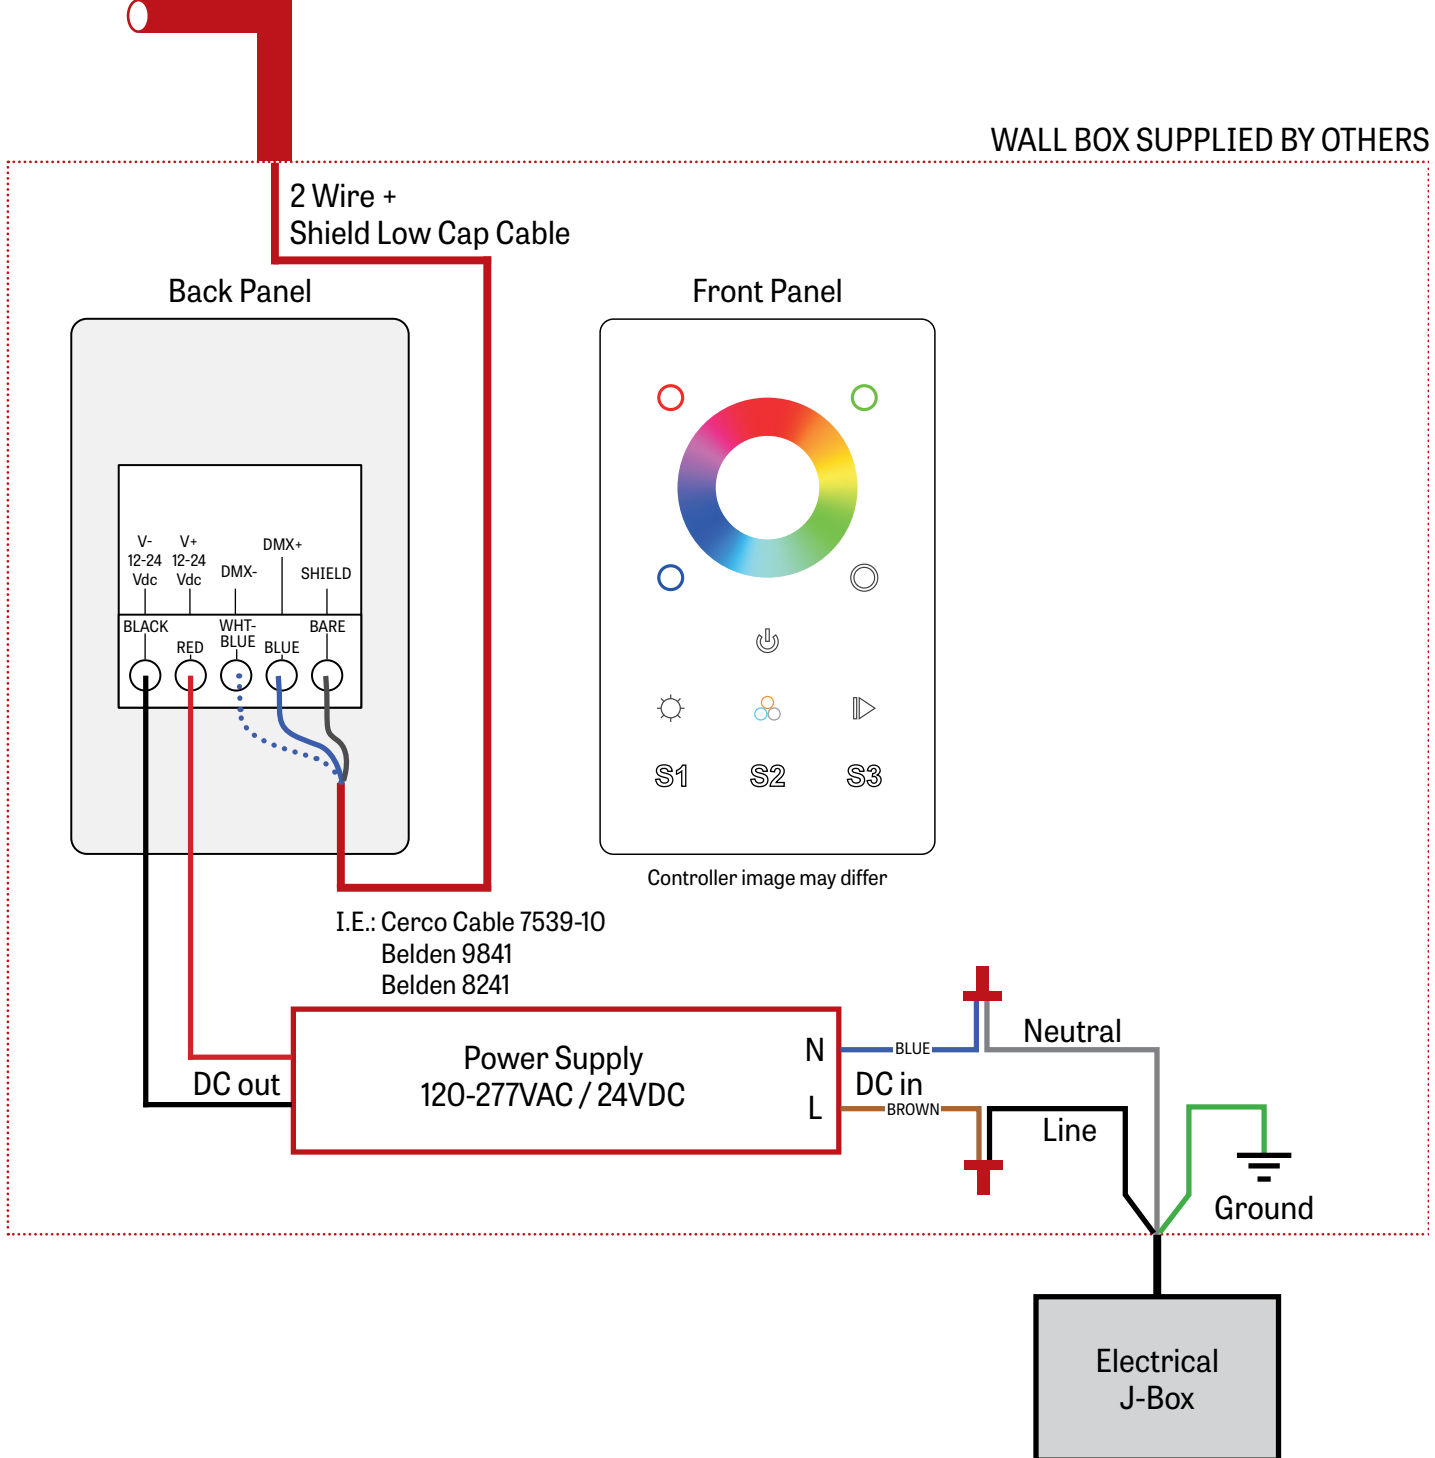 WALL BOX SUPPLIED BY OTHERS
2 Wire +
Shield Low Cap Cable
Back Panel
Front Panel
V-
12-24
Vdc
V+
12-24
Vdc
DMX-
DMX+
SHIELD
BLACK
RED
WHT-
BLUE
BLUE
BARE
S1
S2
S3
Controller image may differ
I.E.: Cerco Cable 7539-10
Belden 9841
Belden 8241
DC out
Power Supply
120-277VAC / 24VDC
N
L
BLUE
DC in
BROWN
Neutral
Line
Ground
Electrical
J-Box